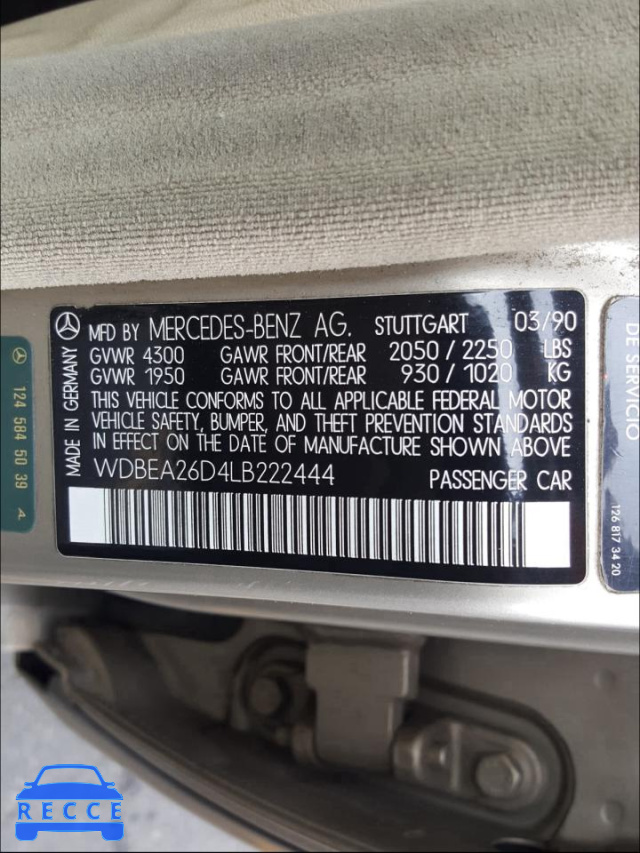 MFD BY MERCEDES-BENZ AG. STUTTGART 03/90
GVWR 4300 GAWR FRONT/REAR 2050 / 2250 LBS
GVWR 1950 GAWR FRONT/REAR 930 / 1020 KG
THIS VEHICLE CONFORMS TO ALL APPLICABLE FEDERAL MOTOR
VEHICLE SAFETY, BUMPER, AND THEFT PREVENTION
STANDARDS IN EFFECT ON THE DATE
OF MANUFACTURE SHOWN ABOVE
WDBEA26D4LB222444 PASSENGER CAR
MADE IN GERMANY
124 584 50 39 A
DE SERVICIO
126 817 34 20
RECCE